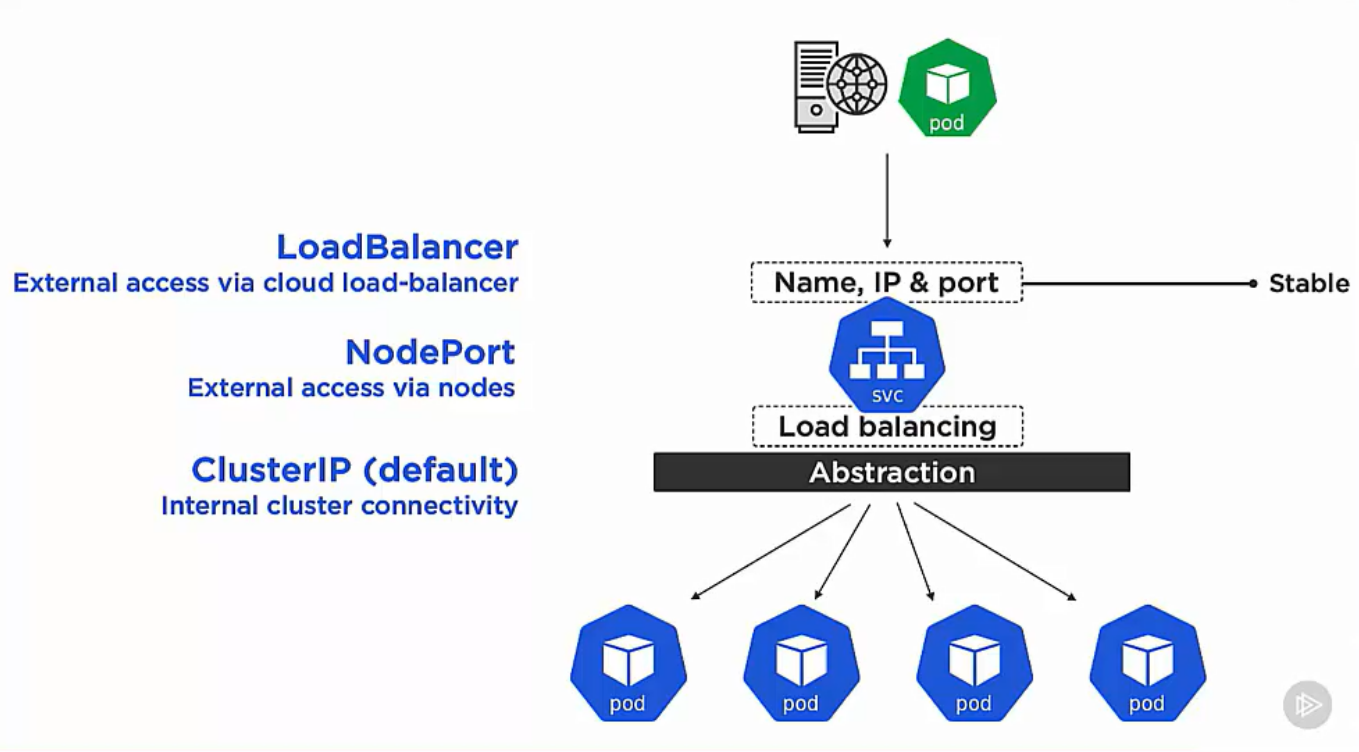 pod
LoadBalancer
External access via cloud load-balancer
Name, IP & port
Stable
NodePort
External access via nodes
svc
Load balancing
ClusterIP (default)
Internal cluster connectivity
Abstraction
pod
pod
pod
pod